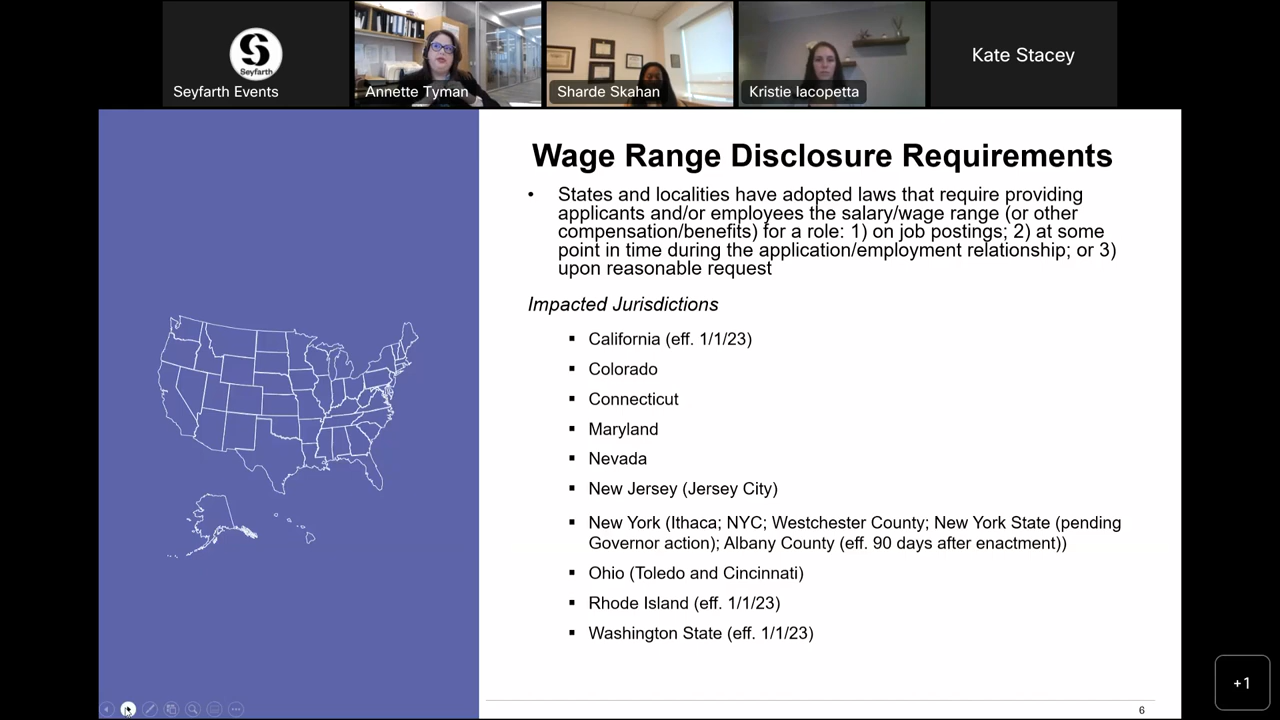 Seyfarth
Seyfarth Events
Annette Tyman
Sharde Skahan
Kristie Iacopetta
Kate Stacey
Wage Range Disclosure Requirements
• States and localities have adopted laws that require providing
applicants and/or employees the salary/wage range (or other
compensation/benefits) for a role: 1) on job postings; 2) at some
point in time during the application/employment relationship; or 3)
upon reasonable request
Impacted Jurisdictions
▪ California (eff. 1/1/23)
▪ Colorado
▪ Connecticut
▪ Maryland
▪ Nevada
▪ New Jersey (Jersey City)
▪ New York (Ithaca; NYC; Westchester County; New York State (pending
Governor action); Albany County (eff. 90 days after enactment))
▪ Ohio (Toledo and Cincinnati)
▪ Rhode Island (eff. 1/1/23)
▪ Washington State (eff. 1/1/23)
+1
6